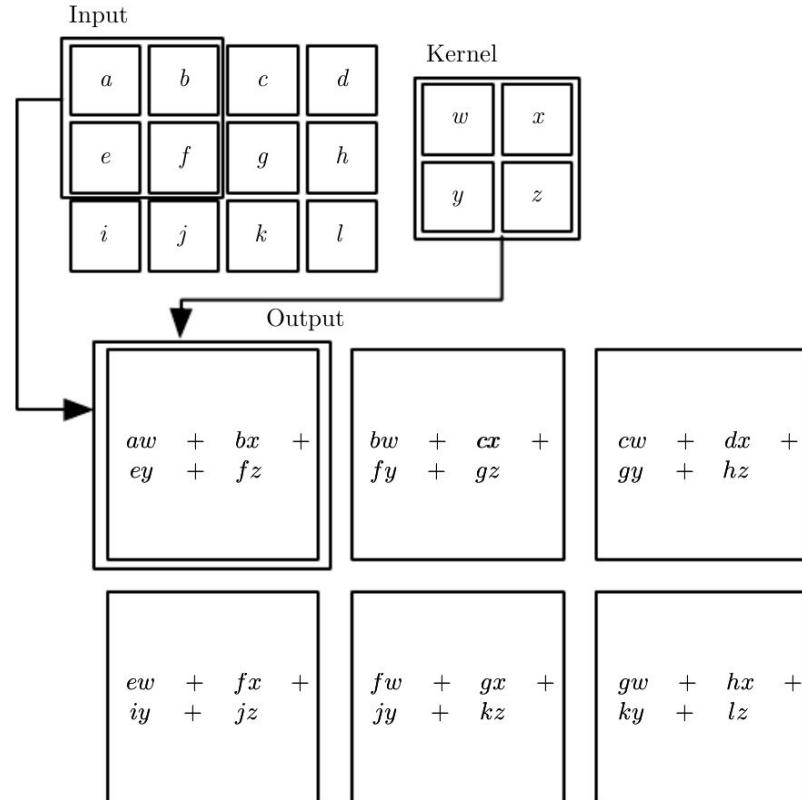 Input
Kernel
a b c d
w x
e f g h
y z
i j k l
Output
aw + bx +
ey + fz
bw + cx +
fy + gz
cw + dx +
gy + hz
ew + fx +
iy + jz
fw + gx +
jy + kz
gw + hx +
ky + lz